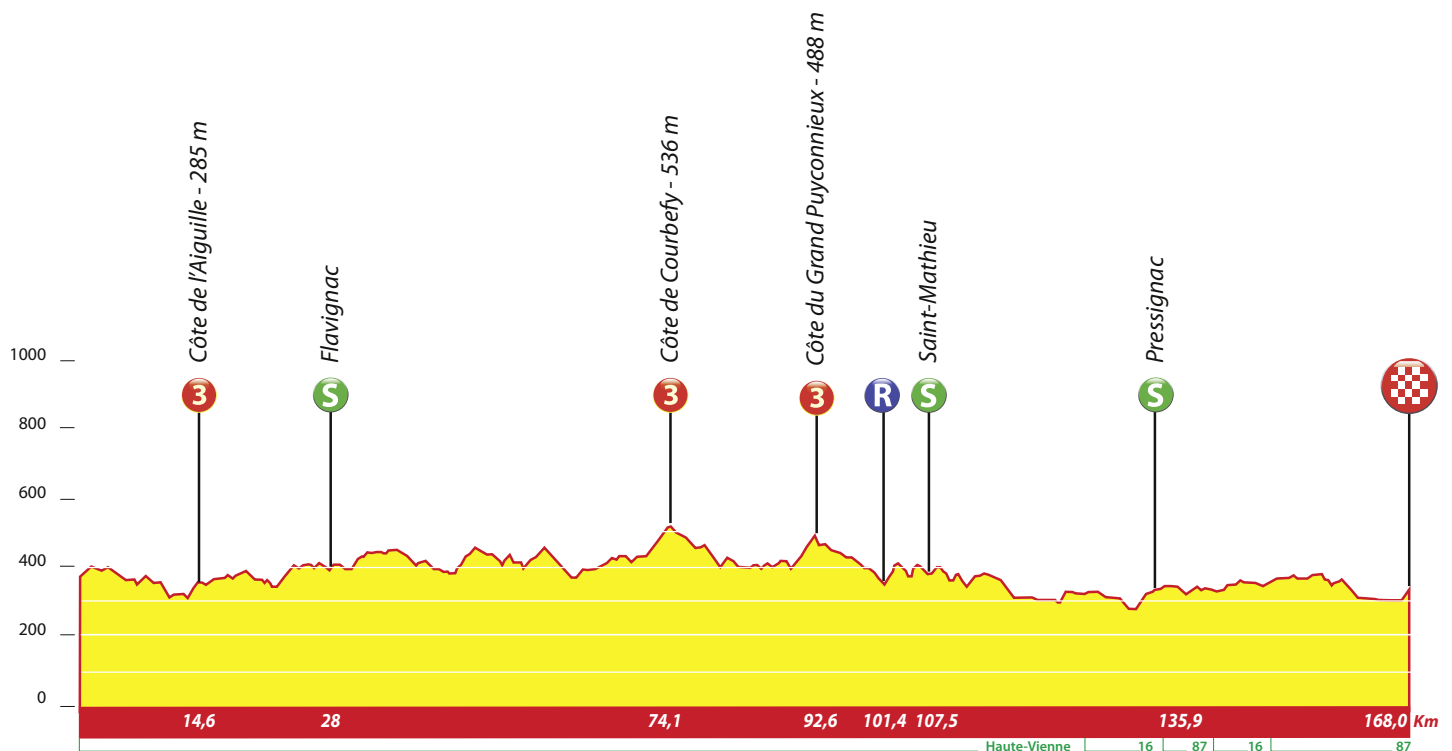 Côte de l'Aiguille - 285 m
Flavignac
Côte de Courbefy - 536 m
Côte du Grand Puyconnieux - 488 m
Saint-Mathieu
Pressignac
3
S
3
3
R
S
S
1000
800
600
400
200
0
14,6 28 74,1 92,6 101,4 107,5 135,9 168,0 Km
Haute-Vienne 16 87 16 87